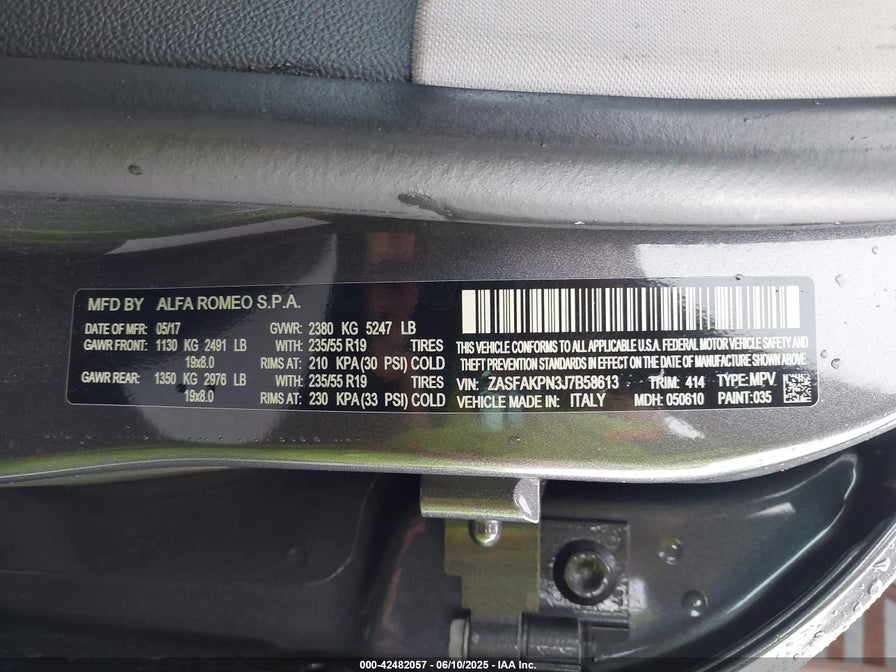 MFD BY ALFA ROMEO S.P.A.
DATE OF MFR: 05/17 GVWR: 2380 KG 5247 LB
GAWR FRONT: 1130 KG 2491 LB WITH: 235/55 R19 TIRES
19x8.0 RIMS AT: 210 KPA(30 PSI) COLD
GAWR REAR: 1350 KG 2976 LB WITH: 235/55 R19 TIRES
19x8.0 RIMS AT: 230 KPA(33 PSI) COLD
THIS VEHICLE CONFORMS TO ALL APPLICABLE U.S.A. FEDERAL MOTOR VEHICLE SAFETY AND
THEFT PREVENTION STANDARDS IN EFFECT ON THE DATE OF MANUFACTURE SHOWN ABOVE
VIN: ZASFAKPN3J7B58613 TRIM: 414 TYPE: MPV
VEHICLE MADE IN: ITALY MDH: 050610 PAINT: 035
000-42482057 - 06/10/2025 - IAA Inc.